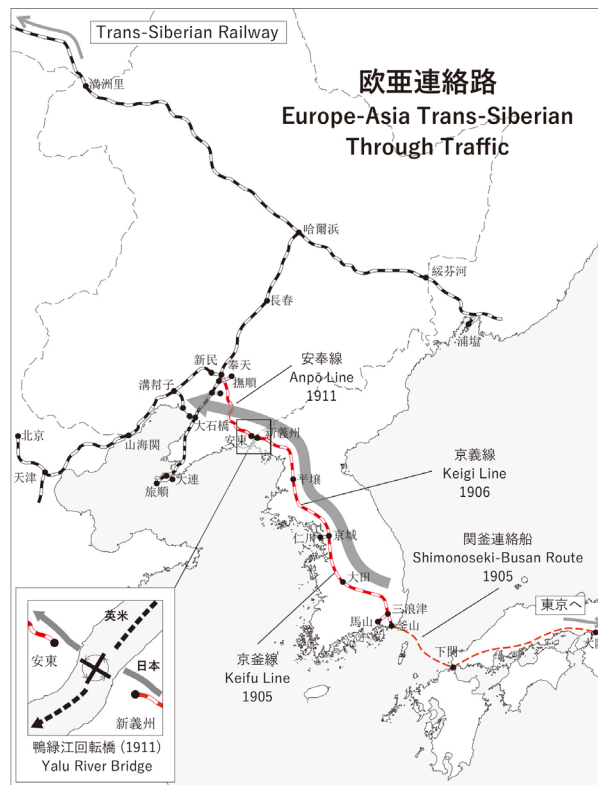 Trans-Siberian Railway
欧亜連絡路
Europe-Asia Trans-Siberian
Through Traffic
満洲里
哈爾浜
綏芬河
長春
浦塩
新民
奉天
撫順
溝幇子
安奉線
Anpō Line
1911
大石橋
北京
山海関
安東
新義州
天津
大連
旅順
平壌
京義線
Keigi Line
1906
仁川
京城
関釜連絡船
Shimonoseki-Busan Route
1905
大田
三浪津
馬山
釜山
東京へ
下関
京釜線
Keifu Line
1905
英米
日本
安東
新義州
鴨緑江回転橋 (1911)
Yalu River Bridge